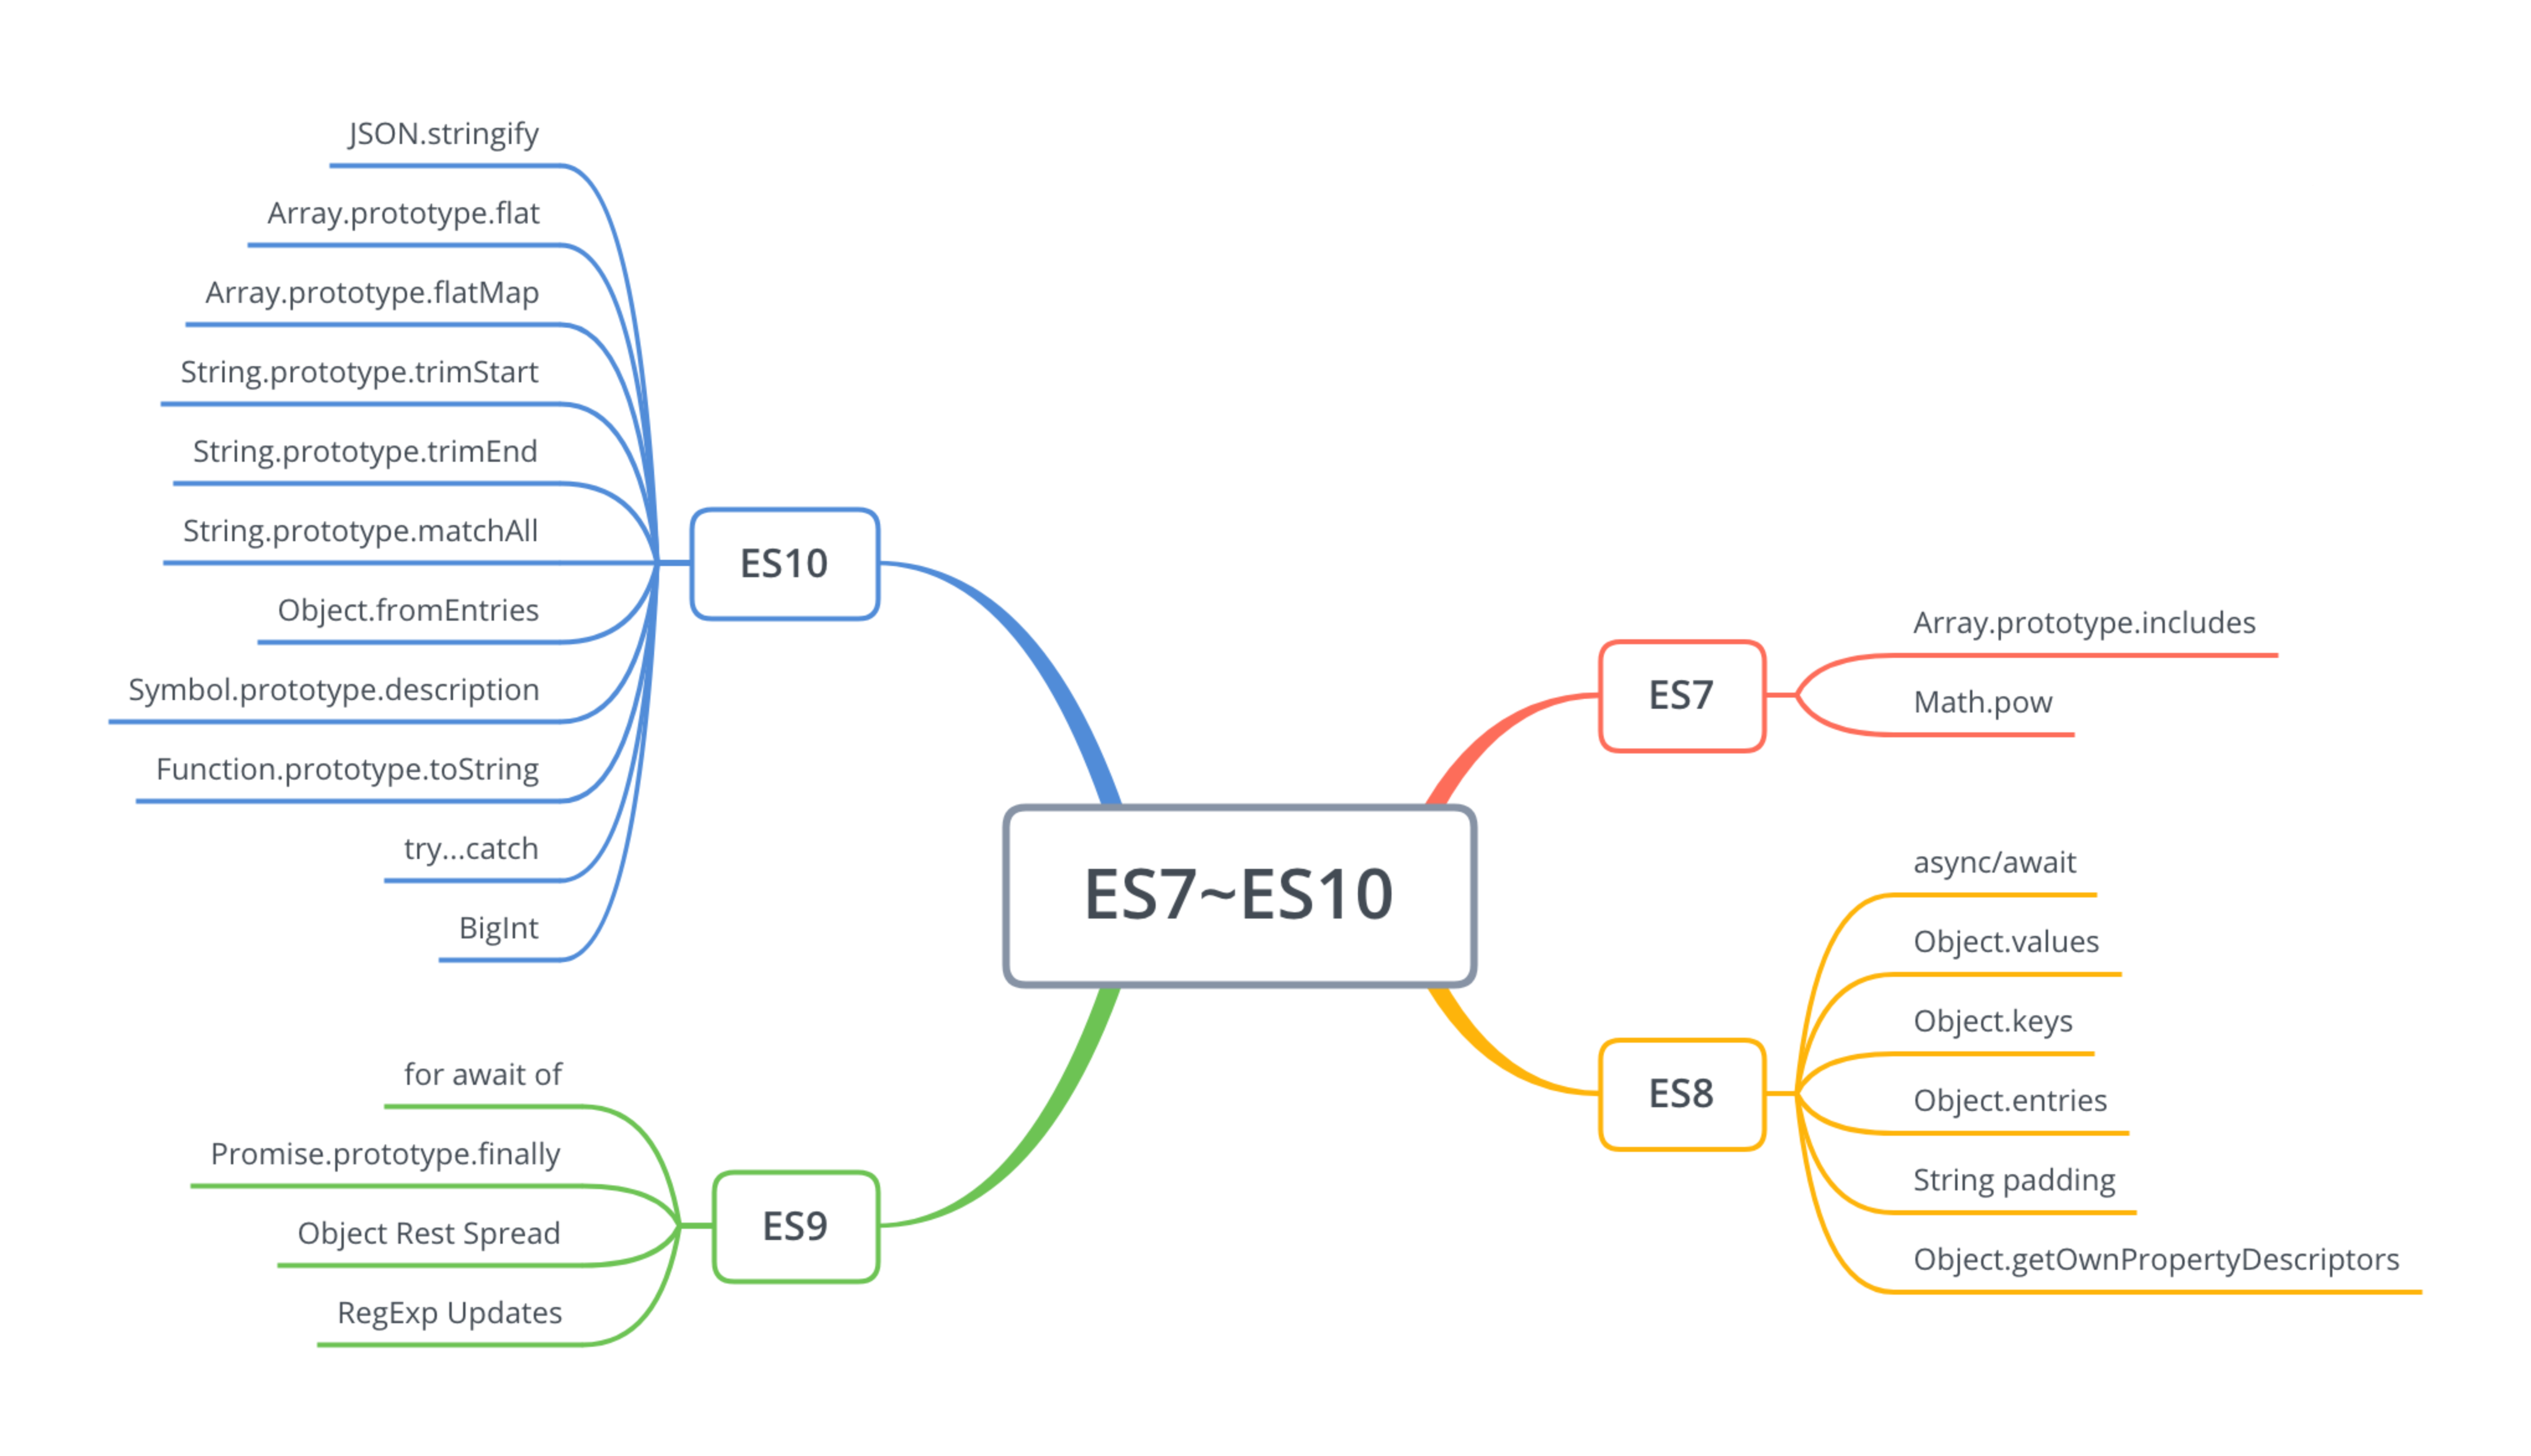 ES7~ES10
ES7
Array.prototype.includes
Math.pow
ES8
async/await
Object.values
Object.keys
Object.entries
String padding
Object.getOwnPropertyDescriptors
ES9
for await of
Promise.prototype.finally
Object Rest Spread
RegExp Updates
ES10
JSON.stringify
Array.prototype.flat
Array.prototype.flatMap
String.prototype.trimStart
String.prototype.trimEnd
String.prototype.matchAll
Object.fromEntries
Symbol.prototype.description
Function.prototype.toString
try...catch
BigInt